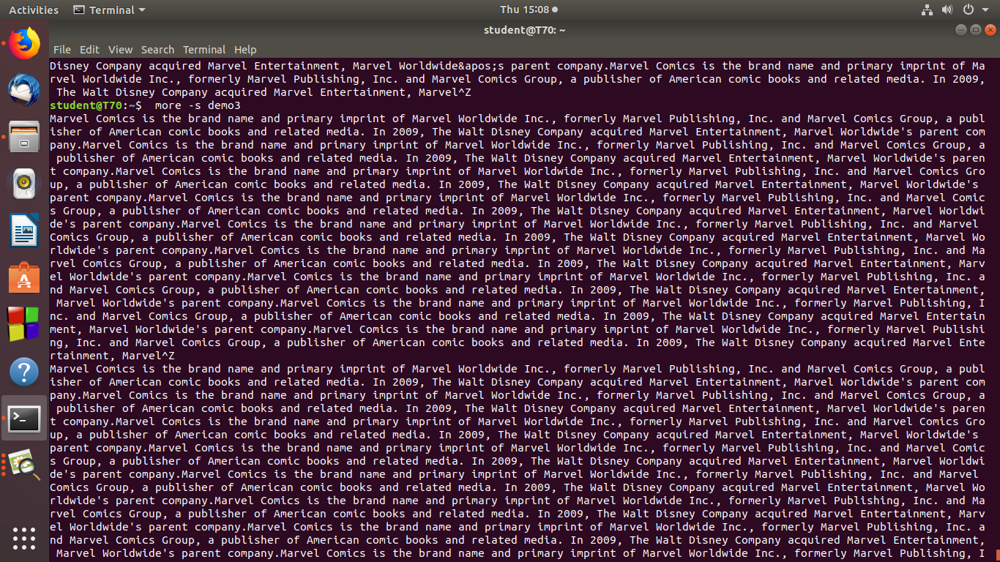 Activities Terminal Thu 15:08
student@T70: ~
File Edit View Search Terminal Help
Disney Company acquired Marvel Entertainment, Marvel Worldwide&apos;s parent company.Marvel Comics is the brand name and primary imprint of Ma
rvel Worldwide Inc., formerly Marvel Publishing, Inc. and Marvel Comics Group, a publisher of American comic books and related media. In 2009,
 The Walt Disney Company acquired Marvel Entertainment, Marvel^Z
student@T70:~$  more -s demo3
Marvel Comics is the brand name and primary imprint of Marvel Worldwide Inc., formerly Marvel Publishing, Inc. and Marvel Comics Group, a publ
isher of American comic books and related media. In 2009, The Walt Disney Company acquired Marvel Entertainment, Marvel Worldwide's parent com
pany.Marvel Comics is the brand name and primary imprint of Marvel Worldwide Inc., formerly Marvel Publishing, Inc. and Marvel Comics Group, a
 publisher of American comic books and related media. In 2009, The Walt Disney Company acquired Marvel Entertainment, Marvel Worldwide's paren
t company.Marvel Comics is the brand name and primary imprint of Marvel Worldwide Inc., formerly Marvel Publishing, Inc. and Marvel Comics Gro
up, a publisher of American comic books and related media. In 2009, The Walt Disney Company acquired Marvel Entertainment, Marvel Worldwide's
parent company.Marvel Comics is the brand name and primary imprint of Marvel Worldwide Inc., formerly Marvel Publishing, Inc. and Marvel Comic
s Group, a publisher of American comic books and related media. In 2009, The Walt Disney Company acquired Marvel Entertainment, Marvel Worldwi
de's parent company.Marvel Comics is the brand name and primary imprint of Marvel Worldwide Inc., formerly Marvel Publishing, Inc. and Marvel
Comics Group, a publisher of American comic books and related media. In 2009, The Walt Disney Company acquired Marvel Entertainment, Marvel Wo
rldwide's parent company.Marvel Comics is the brand name and primary imprint of Marvel Worldwide Inc., formerly Marvel Publishing, Inc. and Ma
rvel Comics Group, a publisher of American comic books and related media. In 2009, The Walt Disney Company acquired Marvel Entertainment, Marv
el Worldwide's parent company.Marvel Comics is the brand name and primary imprint of Marvel Worldwide Inc., formerly Marvel Publishing, Inc. a
nd Marvel Comics Group, a publisher of American comic books and related media. In 2009, The Walt Disney Company acquired Marvel Entertainment,
 Marvel Worldwide's parent company.Marvel Comics is the brand name and primary imprint of Marvel Worldwide Inc., formerly Marvel Publishing, I
nc. and Marvel Comics Group, a publisher of American comic books and related media. In 2009, The Walt Disney Company acquired Marvel Entertain
ment, Marvel Worldwide's parent company.Marvel Comics is the brand name and primary imprint of Marvel Worldwide Inc., formerly Marvel Publishi
ng, Inc. and Marvel Comics Group, a publisher of American comic books and related media. In 2009, The Walt Disney Company acquired Marvel Ente
rtainment, Marvel^Z
Marvel Comics is the brand name and primary imprint of Marvel Worldwide Inc., formerly Marvel Publishing, Inc. and Marvel Comics Group, a publ
isher of American comic books and related media. In 2009, The Walt Disney Company acquired Marvel Entertainment, Marvel Worldwide's parent com
pany.Marvel Comics is the brand name and primary imprint of Marvel Worldwide Inc., formerly Marvel Publishing, Inc. and Marvel Comics Group, a
 publisher of American comic books and related media. In 2009, The Walt Disney Company acquired Marvel Entertainment, Marvel Worldwide's paren
t company.Marvel Comics is the brand name and primary imprint of Marvel Worldwide Inc., formerly Marvel Publishing, Inc. and Marvel Comics Gro
up, a publisher of American comic books and related media. In 2009, The Walt Disney Company acquired Marvel Entertainment, Marvel Worldwide's
parent company.Marvel Comics is the brand name and primary imprint of Marvel Worldwide Inc., formerly Marvel Publishing, Inc. and Marvel Comic
s Group, a publisher of American comic books and related media. In 2009, The Walt Disney Company acquired Marvel Entertainment, Marvel Worldwi
de's parent company.Marvel Comics is the brand name and primary imprint of Marvel Worldwide Inc., formerly Marvel Publishing, Inc. and Marvel
Comics Group, a publisher of American comic books and related media. In 2009, The Walt Disney Company acquired Marvel Entertainment, Marvel Wo
rldwide's parent company.Marvel Comics is the brand name and primary imprint of Marvel Worldwide Inc., formerly Marvel Publishing, Inc. and Ma
rvel Comics Group, a publisher of American comic books and related media. In 2009, The Walt Disney Company acquired Marvel Entertainment, Marv
el Worldwide's parent company.Marvel Comics is the brand name and primary imprint of Marvel Worldwide Inc., formerly Marvel Publishing, Inc. a
nd Marvel Comics Group, a publisher of American comic books and related media. In 2009, The Walt Disney Company acquired Marvel Entertainment,
 Marvel Worldwide's parent company.Marvel Comics is the brand name and primary imprint of Marvel Worldwide Inc., formerly Marvel Publishing, I